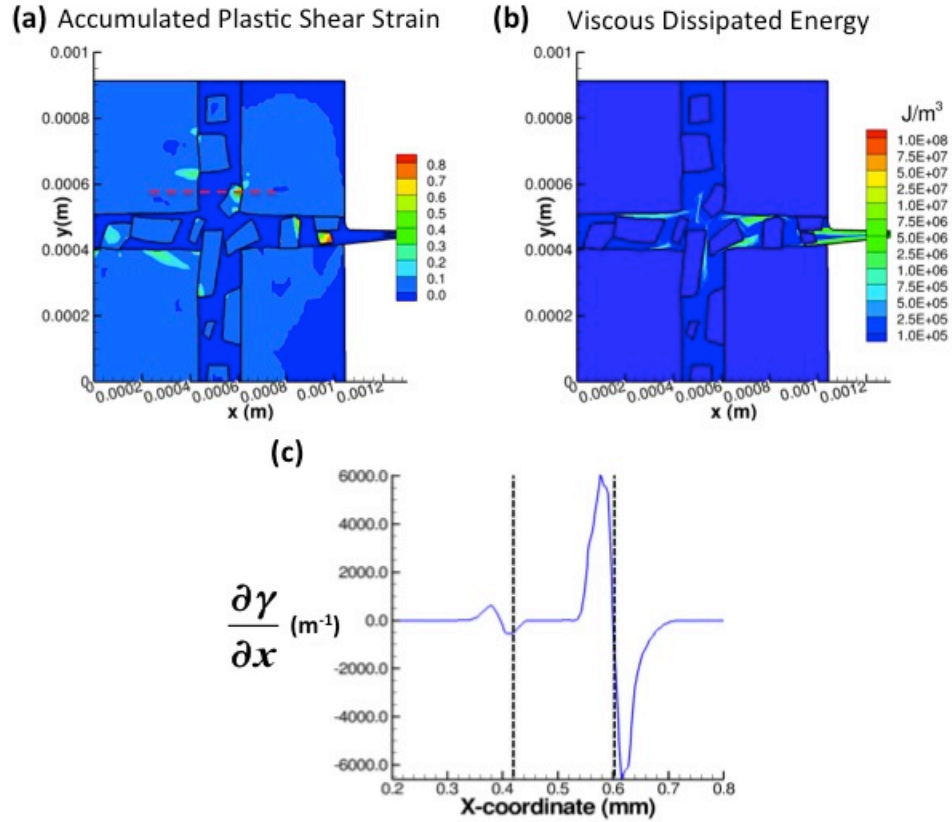 (a) Accumulated Plastic Shear Strain
0.001
0.0008
0.0006
0.0004
0.0002
0
y(m)
0 0.0002 0.0004 0.0006 0.0008 0.001 0.0012
x (m)
0.8
0.7
0.6
0.5
0.4
0.3
0.2
0.1
0.0
(b) Viscous Dissipated Energy
0.001
0.0008
0.0006
0.0004
0.0002
0
y(m)
0 0.0002 0.0004 0.0006 0.0008 0.001 0.0012
x (m)
J/m³
1.0E+08
7.5E+07
5.0E+07
2.5E+07
1.0E+07
7.5E+06
5.0E+06
2.5E+06
1.0E+06
7.5E+05
5.0E+05
2.5E+05
1.0E+05
(c)
6000.0
4000.0
2000.0
0.0
-2000.0
-4000.0
-6000.0
∂γ
∂x (m⁻¹)
0.2 0.3 0.4 0.5 0.6 0.7 0.8
X-coordinate (mm)